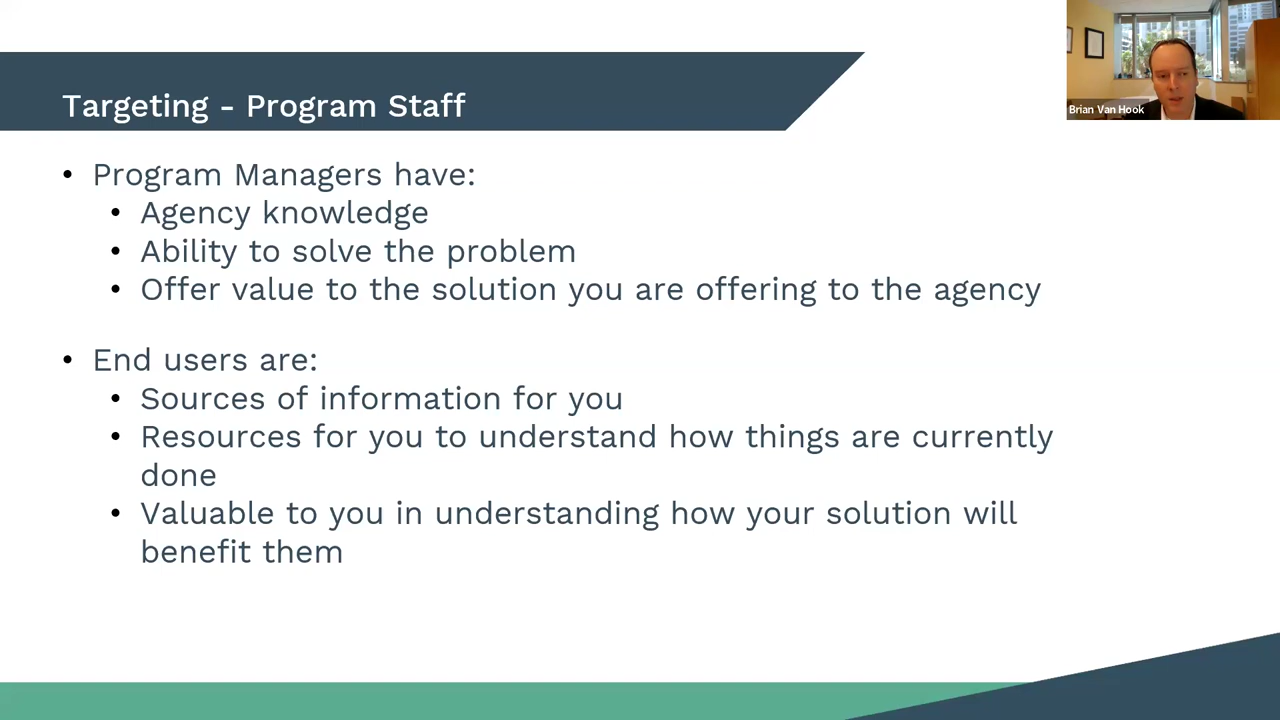 Targeting - Program Staff
Brian Van Hook
• Program Managers have:
• Agency knowledge
• Ability to solve the problem
• Offer value to the solution you are offering to the agency
• End users are:
• Sources of information for you
• Resources for you to understand how things are currently
done
• Valuable to you in understanding how your solution will
benefit them